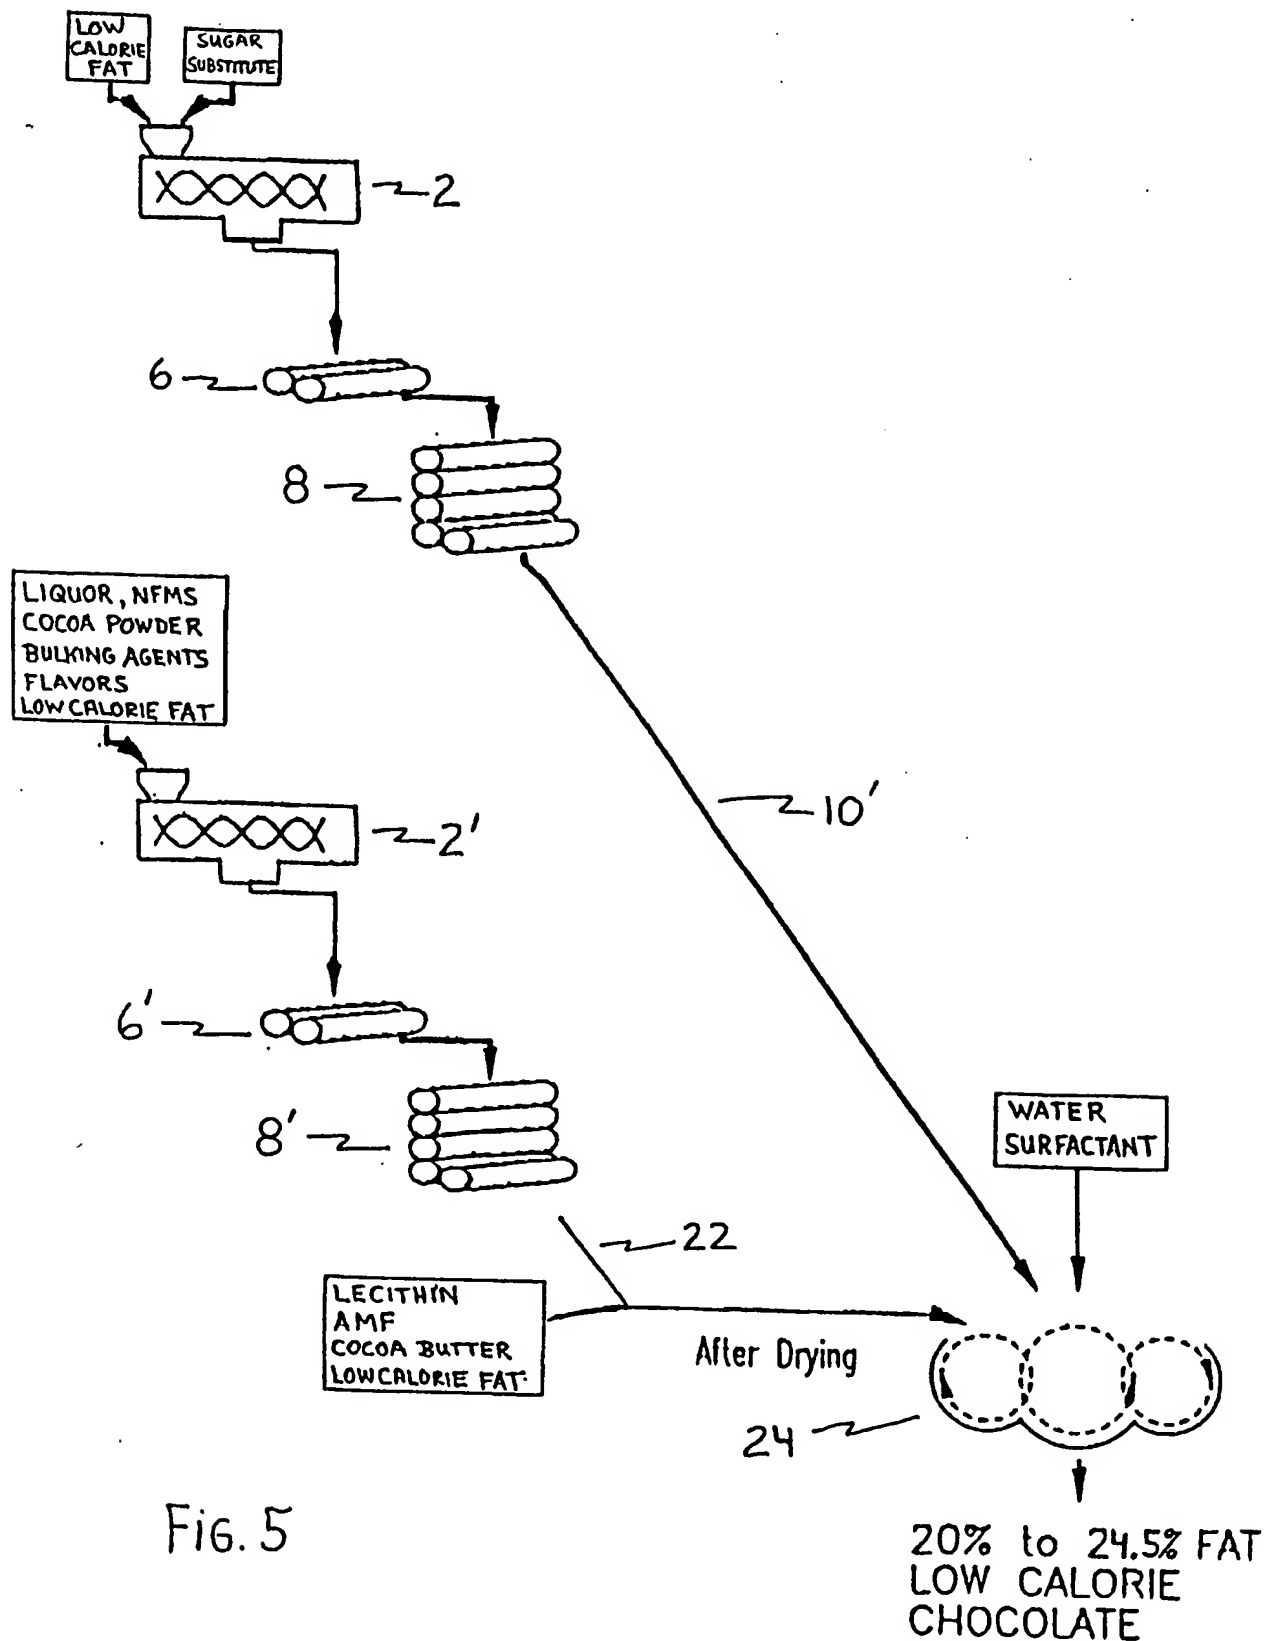 LOW
CALORIE
FAT
SUGAR
SUBSTITUTE
2
6
8
LIQUOR, NFMS
COCOA POWDER
BULKING AGENTS
FLAVORS
LOW CALORIE FAT
10'
2'
6'
8'
WATER
SURFACTANT
22
LECITHIN
AMF
COCOA BUTTER
LOW CALORIE FAT
After Drying
24
FIG. 5
20% to 24.5% FAT
LOW CALORIE
CHOCOLATE